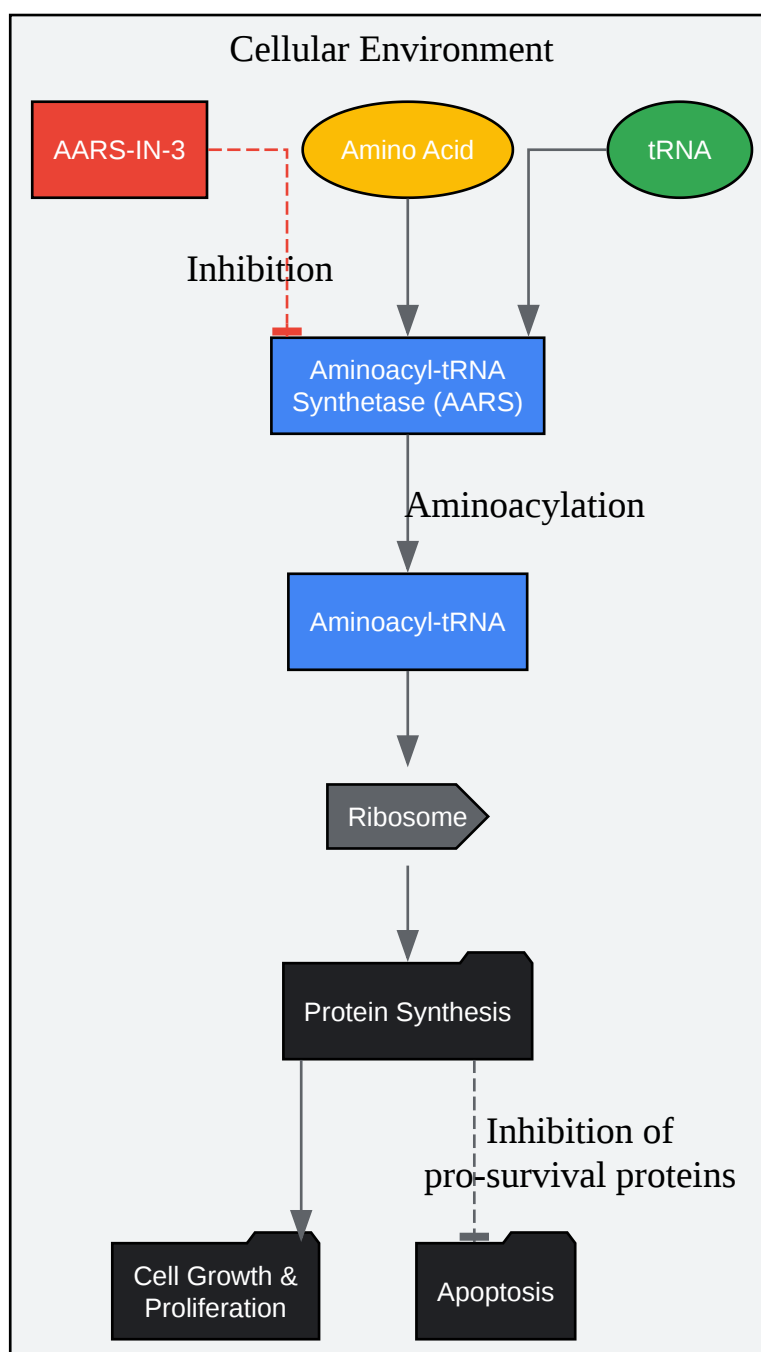 Cellular Environment
AARS-IN-3
Amino Acid
tRNA
Inhibition
Aminoacyl-tRNA
Synthetase (AARS)
Aminoacylation
Aminoacyl-tRNA
Ribosome
Protein Synthesis
Inhibition of
pro-survival proteins
Cell Growth &
Proliferation
Apoptosis